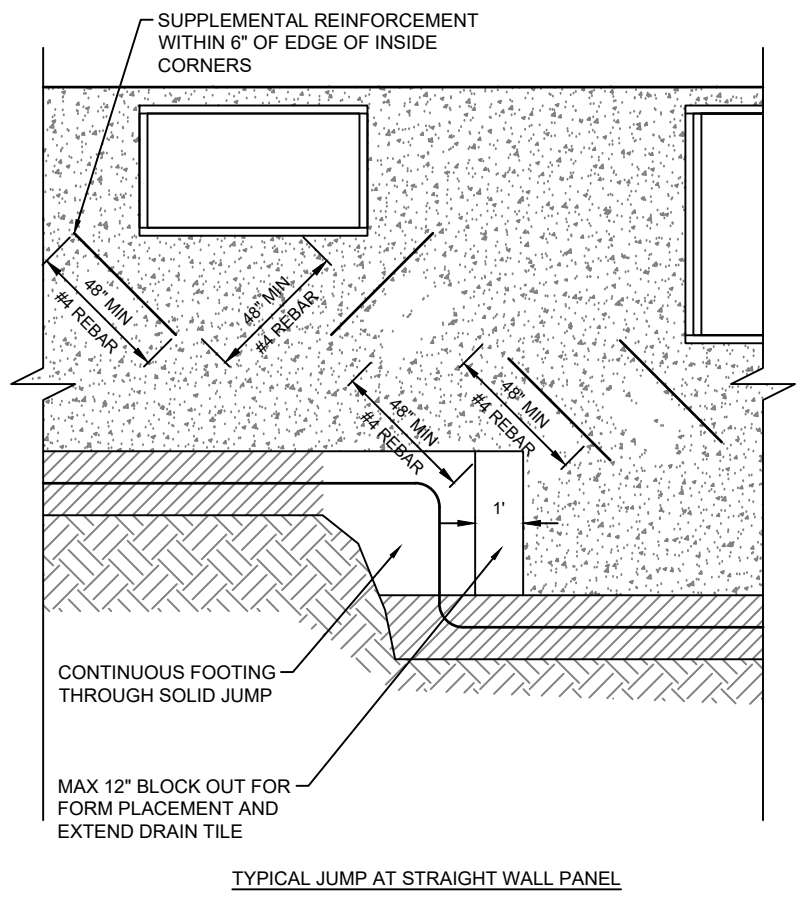 SUPPLEMENTAL REINFORCEMENT
WITHIN 6" OF EDGE OF INSIDE
CORNERS
48" MIN
#4 REBAR
48" MIN
#4 REBAR
48" MIN
#4 REBAR
48" MIN
#4 REBAR
1'
CONTINUOUS FOOTING
THROUGH SOLID JUMP
MAX 12" BLOCK OUT FOR
FORM PLACEMENT AND
EXTEND DRAIN TILE
TYPICAL JUMP AT STRAIGHT WALL PANEL